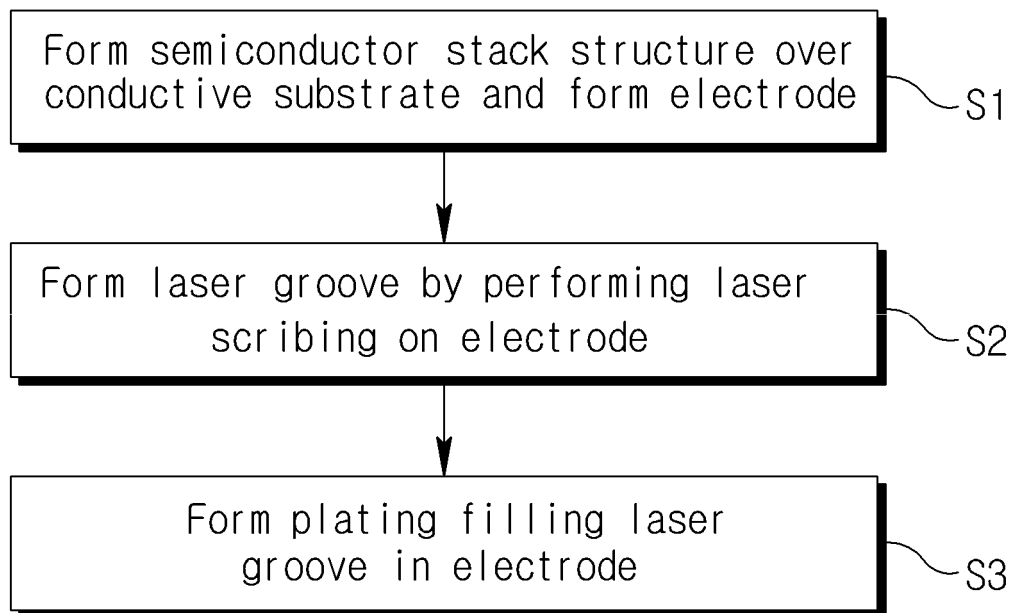 Form semiconductor stack structure over
conductive substrate and form electrode
S1
Form laser groove by performing laser
scribing on electrode
S2
Form plating filling laser
groove in electrode
S3